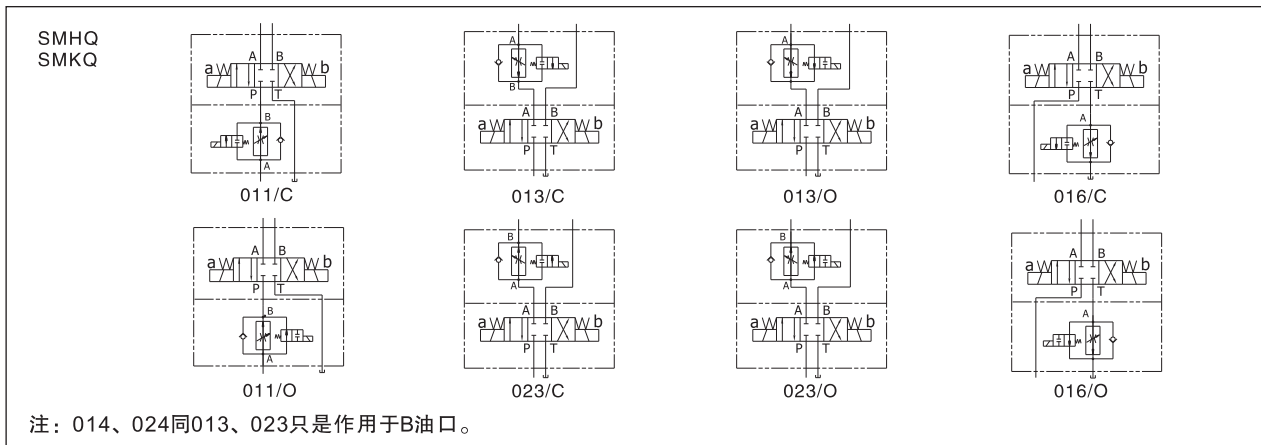 SMHQ
SMKQ
A B
a b
P T
B
A
011/C
A
B
A B
a b
P T
013/C
A
A B
a b
P T
013/O
A B
a b
P T
A
016/C
A B
a b
P T
B
A
011/O
B
A
A B
a b
P T
023/C
B
A
A B
a b
P T
023/O
A B
a b
P T
A
016/O
注：014、024同013、023只是作用于B油口。